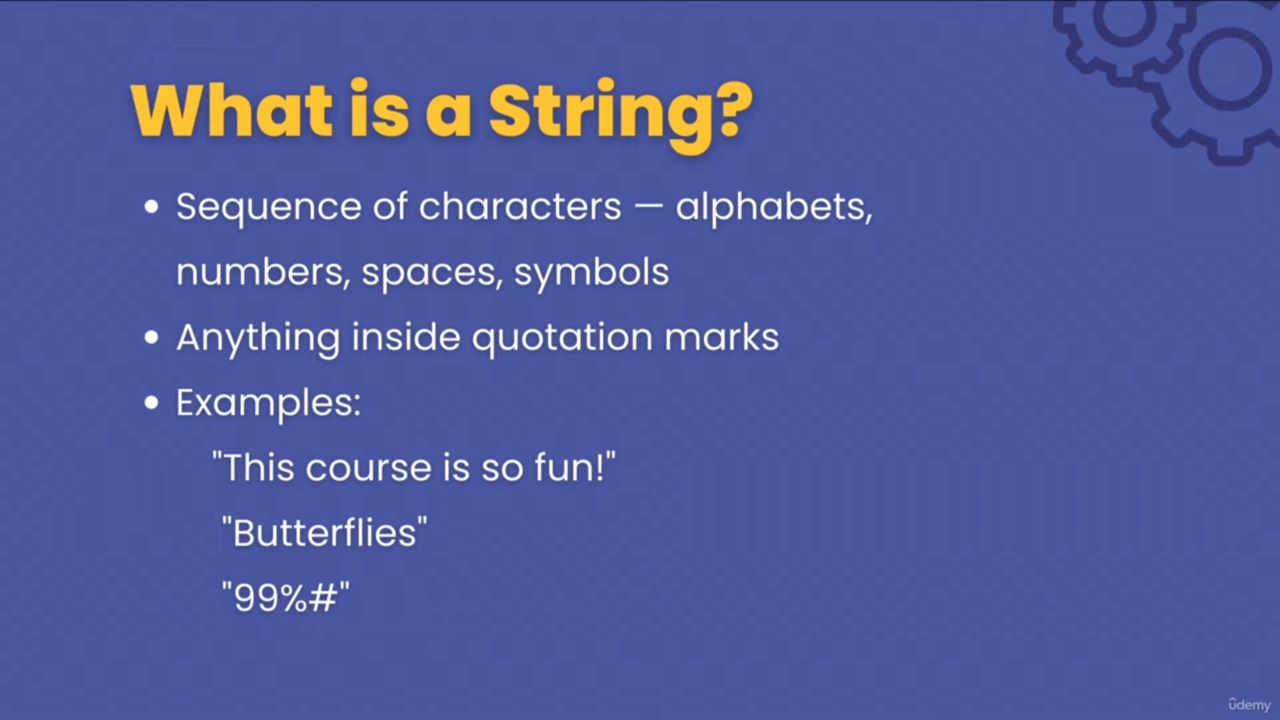 What is a String?
• Sequence of characters — alphabets,
numbers, spaces, symbols
• Anything inside quotation marks
• Examples:
"This course is so fun!"
"Butterflies"
"99%#"
ûdemy